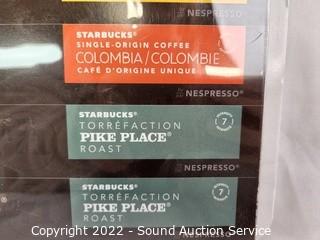 NESPRESSO®
STARBUCKS®
SINGLE-ORIGIN COFFEE
COLOMBIA/COLOMBIE
CAFÉ D'ORIGINE UNIQUE
NESPRESSO®
STARBUCKS®
TORRÉFACTION
PIKE PLACE®
ROAST
7
NESPRESSO®
STARBUCKS®
TORRÉFACTION
PIKE PLACE®
ROAST
7
NESPRESSO®
Copyright 2022 - Sound Auction Service